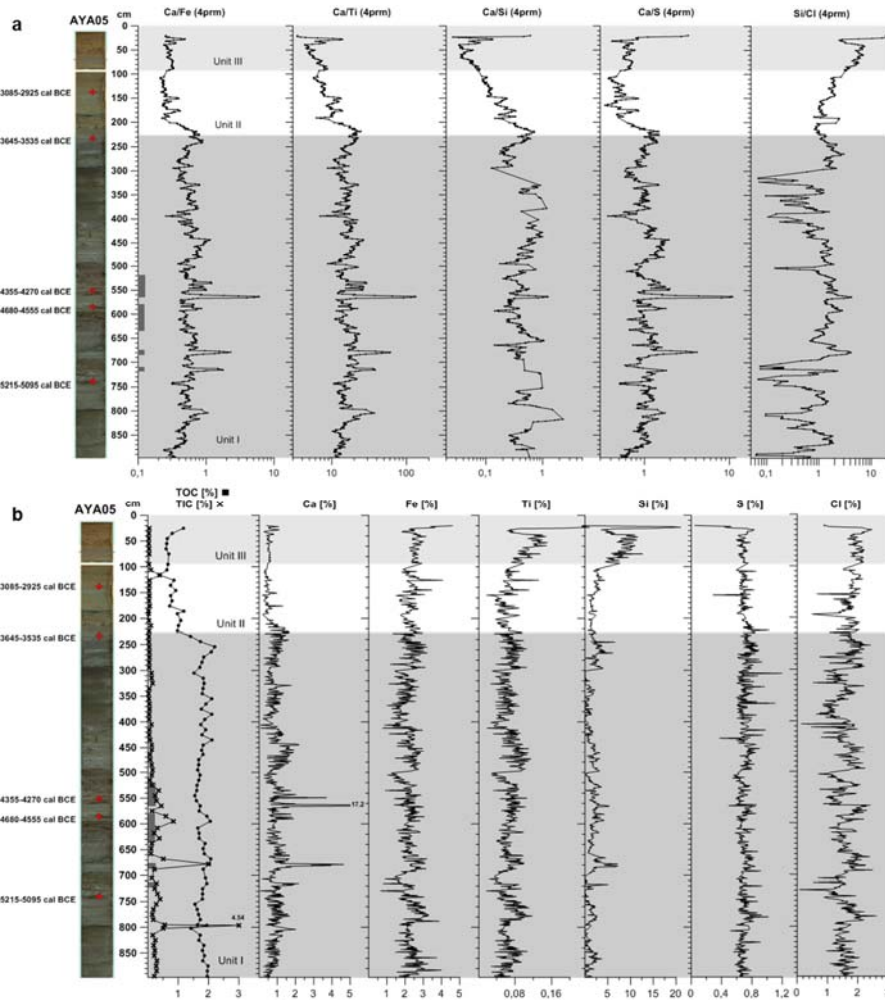 a
AYA05
cm
Ca/Fe (4prm)
Ca/Ti (4prm)
Ca/Si (4prm)
Ca/S (4prm)
Si/Cl (4prm)
0
50
100
150
200
250
300
350
400
450
500
550
600
650
700
750
800
850
3085-2925 cal BCE
3645-3535 cal BCE
4355-4270 cal BCE
4680-4555 cal BCE
5215-5095 cal BCE
Unit III
Unit II
Unit I
0,1 1 10
10 100
0,1 1
1 10
0,1 1 10
b
AYA05
cm
TOC [%]
TIC [%] ×
Ca [%]
Fe [%]
Ti [%]
Si [%]
S [%]
Cl [%]
0
50
100
150
200
250
300
350
400
450
500
550
600
650
700
750
800
850
3085-2925 cal BCE
3645-3535 cal BCE
4355-4270 cal BCE
4680-4555 cal BCE
5215-5095 cal BCE
Unit III
Unit II
Unit I
17.2
4.54
1 2 3
0 1 2 3 4 5
1 2 3 4 5
0,08 0,16
5 10 15 20
0,4 0,8 1,2
1 2